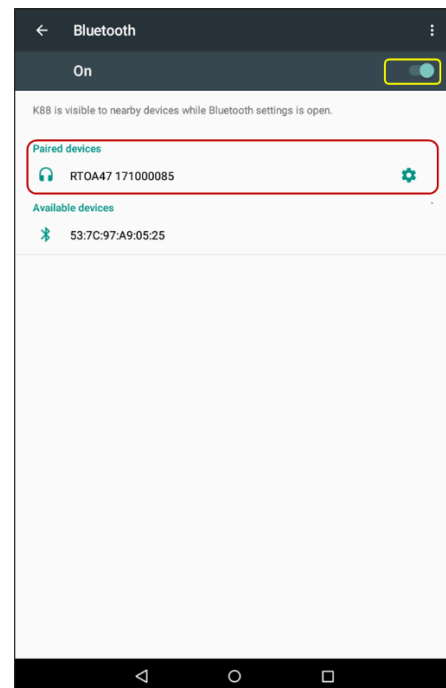 Bluetooth
On
K88 is visible to nearby devices while Bluetooth settings is open.
Paired devices
RTOA47 171000085
Available devices
53:7C:97:A9:05:25